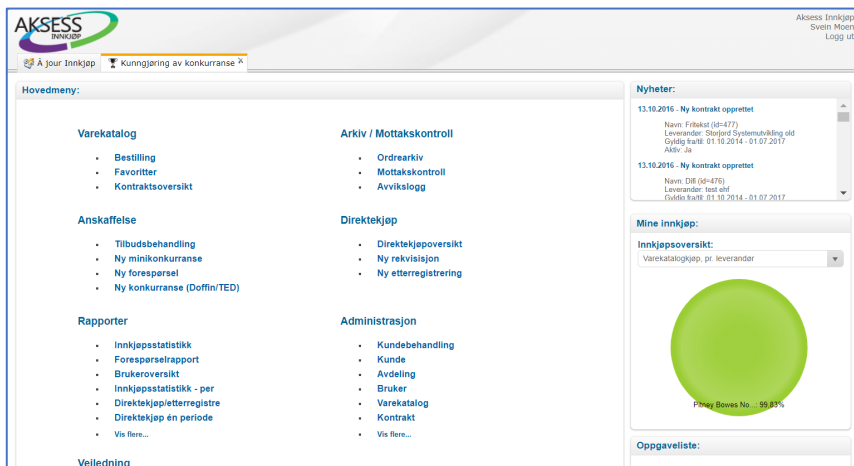 AKSESS
INNKJØP
Aksess Innkjøp
Svein Moen
Logg ut
À jour Innkjøp
Kunngjøring av konkurranse X
Hovedmeny:
Varekatalog
Bestilling
Favoritter
Kontraktsoversikt
Arkiv / Mottakskontroll
Ordrearkiv
Mottakskontroll
Avvikslogg
Anskaffelse
Tilbudsbehandling
Ny minikonkurranse
Ny forespørsel
Ny konkurranse (Doffin/TED)
Direktekjøp
Direktekjøpoversikt
Ny rekvisisjon
Ny etterregistrering
Rapporter
Innkjøpsstatistikk
Forespørselrapport
Brukeroversikt
Innkjøpsstatistikk - per
Direktekjøp/etterregistre
Direktekjøp én periode
Vis flere...
Administrasjon
Kundebehandling
Kunde
Avdeling
Bruker
Varekatalog
Kontrakt
Vis flere...
Veiledning
Nyheter:
13.10.2016 - Ny kontrakt opprettet
Navn: Fritekst (id=477)
Leverandør: Storjord Systemutvikling old
Gyldig fra/til: 01.10.2014 - 01.07.2017
Aktiv: Ja
13.10.2016 - Ny kontrakt opprettet
Navn: Difi (id=476)
Leverandør: test ehf
Gyldig fra/til: 01.10.2014 - 01.07.2017
Mine innkjøp:
Innkjøpsoversikt:
Varekatalogkjøp, pr. leverandør
Pitney Bowes No...: 99.83%
Oppgaveliste: